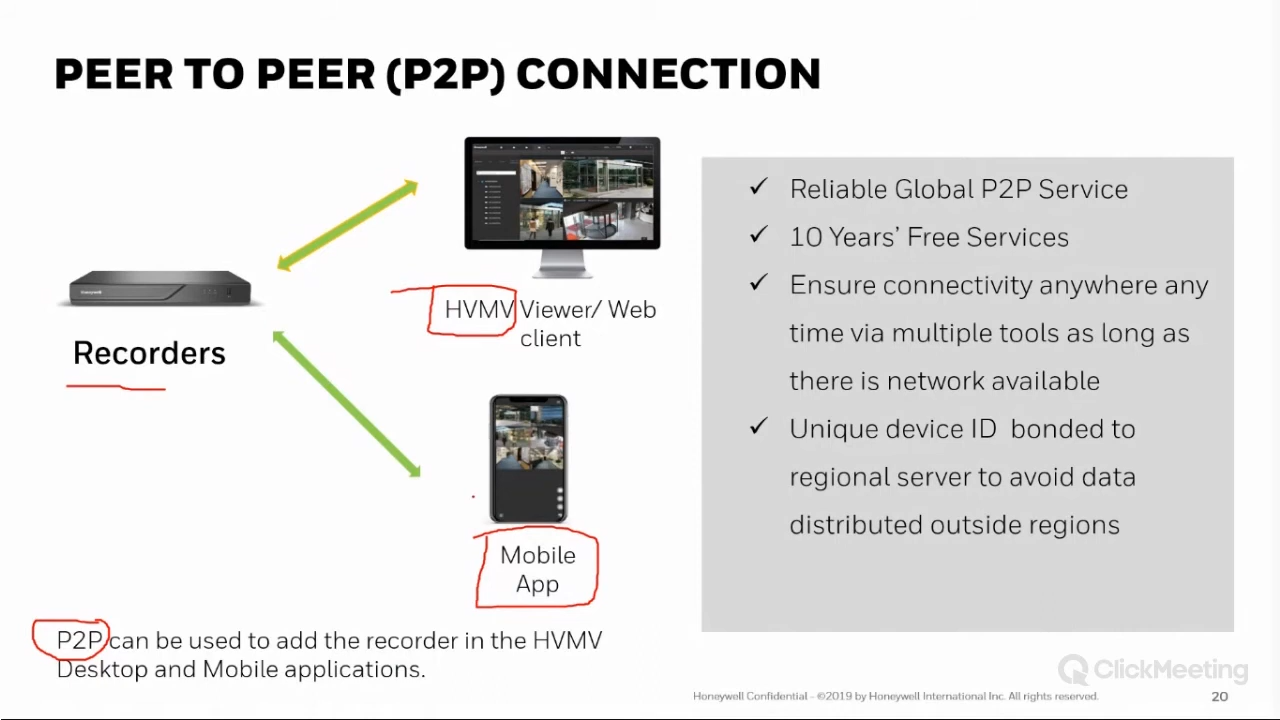 PEER TO PEER (P2P) CONNECTION
Honeywell
Recorders
HVMV Viewer/ Web
client
Mobile
App
P2P can be used to add the recorder in the HVMV
Desktop and Mobile applications.
✓ Reliable Global P2P Service
✓ 10 Years’ Free Services
✓ Ensure connectivity anywhere any
time via multiple tools as long as
there is network available
✓ Unique device ID bonded to
regional server to avoid data
distributed outside regions
ClickMeeting
Honeywell Confidential - ©2019 by Honeywell International Inc. All rights reserved.
20